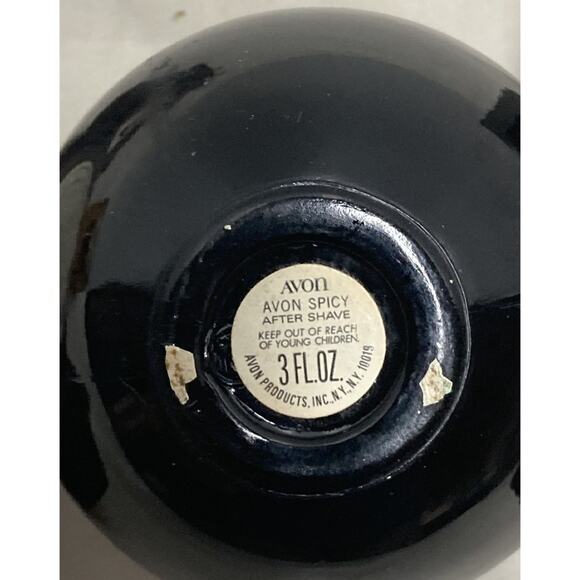 AVON
AVON SPICY
AFTER SHAVE
KEEP OUT OF REACH
OF YOUNG CHILDREN.
3 FL.OZ.
AVON PRODUCTS, INC., N.Y., N.Y. 10019